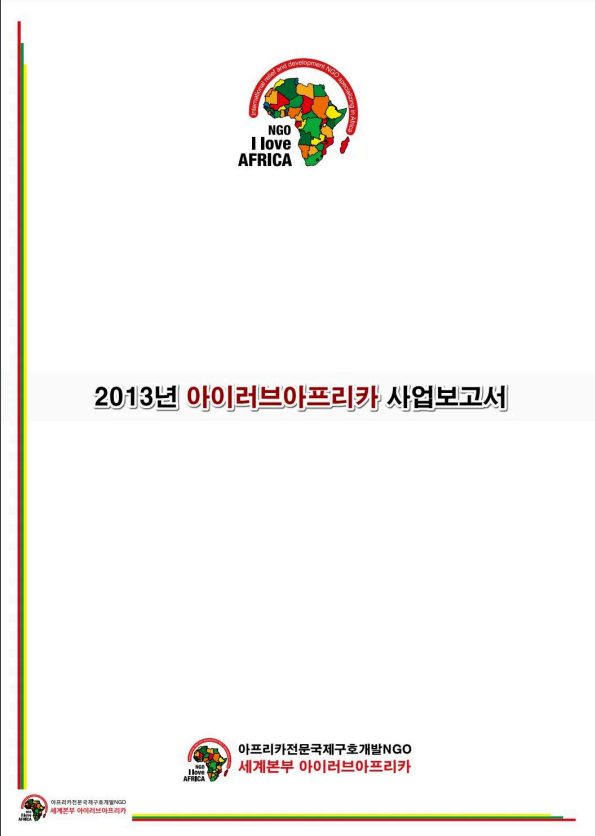 International relief and development NGO specializing in Africa
NGO
I love
AFRICA
2013년 아이러브아프리카 사업보고서
NGO
I love
AFRICA
아프리카전문국제구호개발NGO
세계본부 아이러브아프리카
NGO
I love
AFRICA
아프리카전문국제구호개발NGO
세계본부 아이러브아프리카